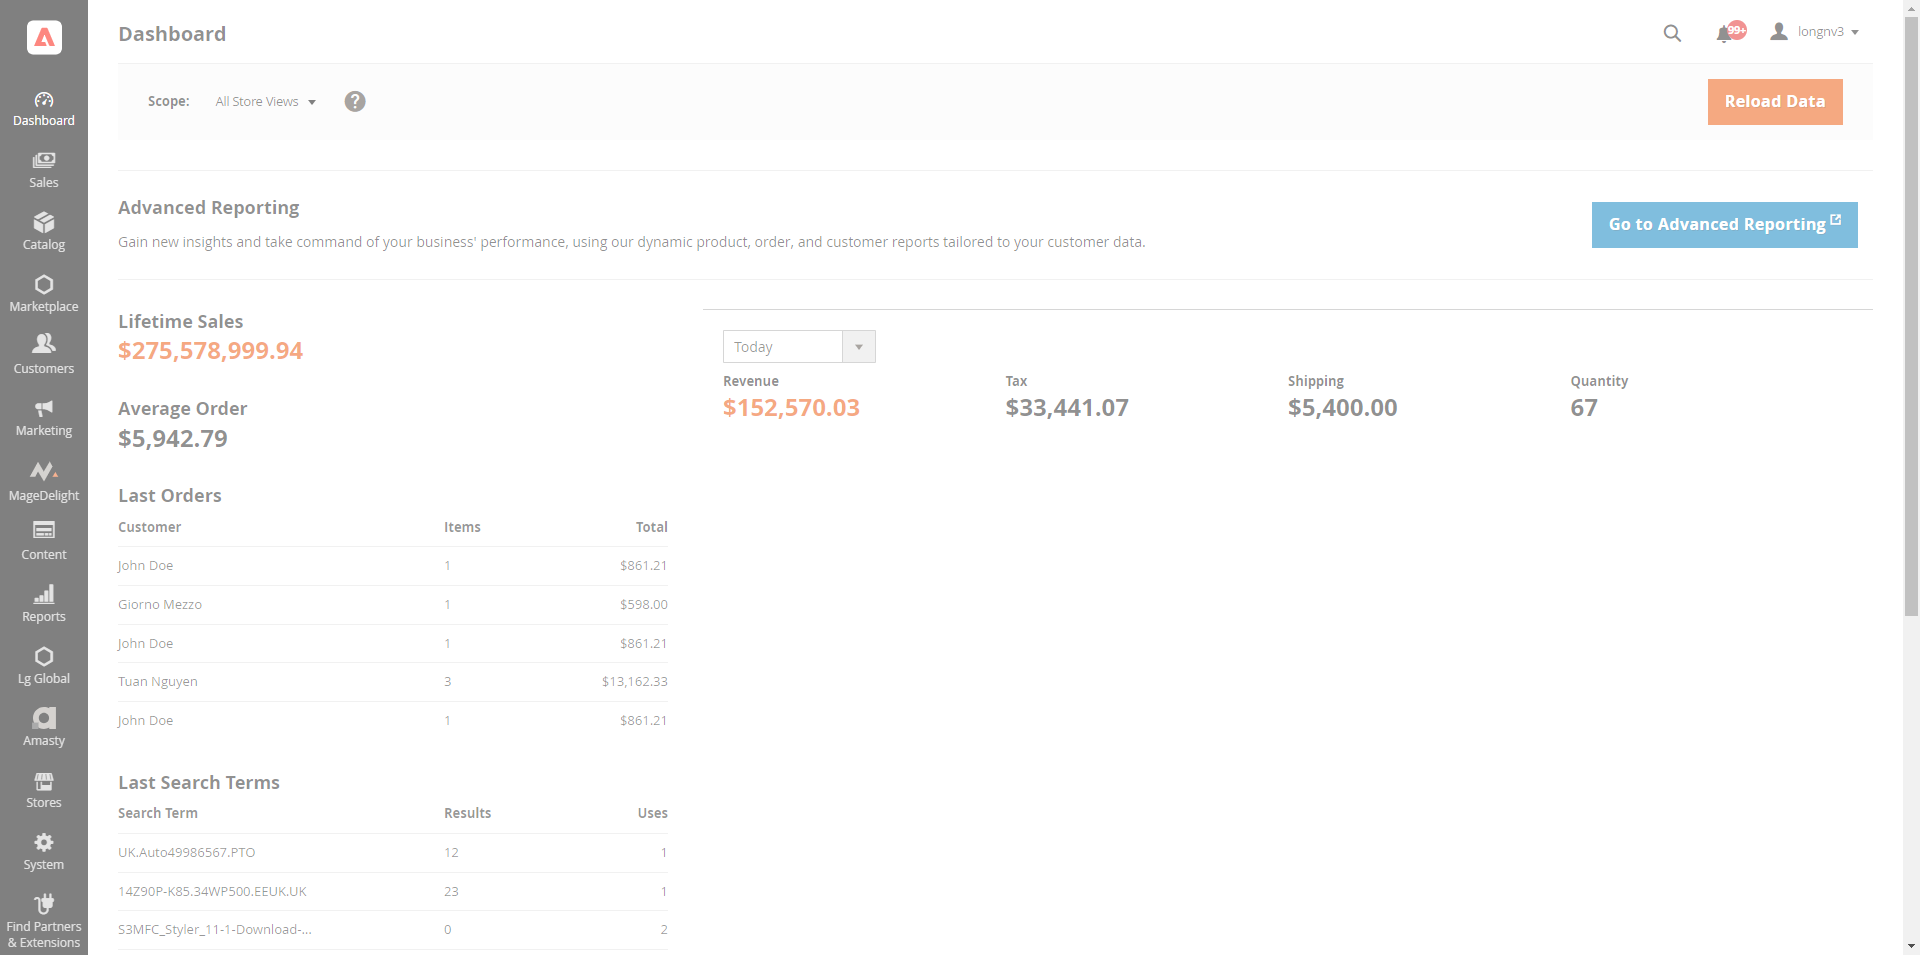 Dashboard
99+
longnv3
Scope: All Store Views
Reload Data
Advanced Reporting
Gain new insights and take command of your business' performance, using our dynamic product, order, and customer reports tailored to your customer data.
Go to Advanced Reporting
Lifetime Sales
$275,578,999.94
Average Order
$5,942.79
Today
Revenue Tax Shipping Quantity
$152,570.03 $33,441.07 $5,400.00 67
Last Orders
Customer Items Total
John Doe 1 $861.21
Giorno Mezzo 1 $598.00
John Doe 1 $861.21
Tuan Nguyen 3 $13,162.33
John Doe 1 $861.21
Last Search Terms
Search Term Results Uses
UK.Auto49986567.PTO 12 1
14Z90P-K85.34WP500.EEUK.UK 23 1
S3MFC_Styler_11-1-Download-... 0 2
Dashboard
Sales
Catalog
Marketplace
Customers
Marketing
MageDelight
Content
Reports
Lg Global
Amasty
Stores
System
Find Partners
& Extensions